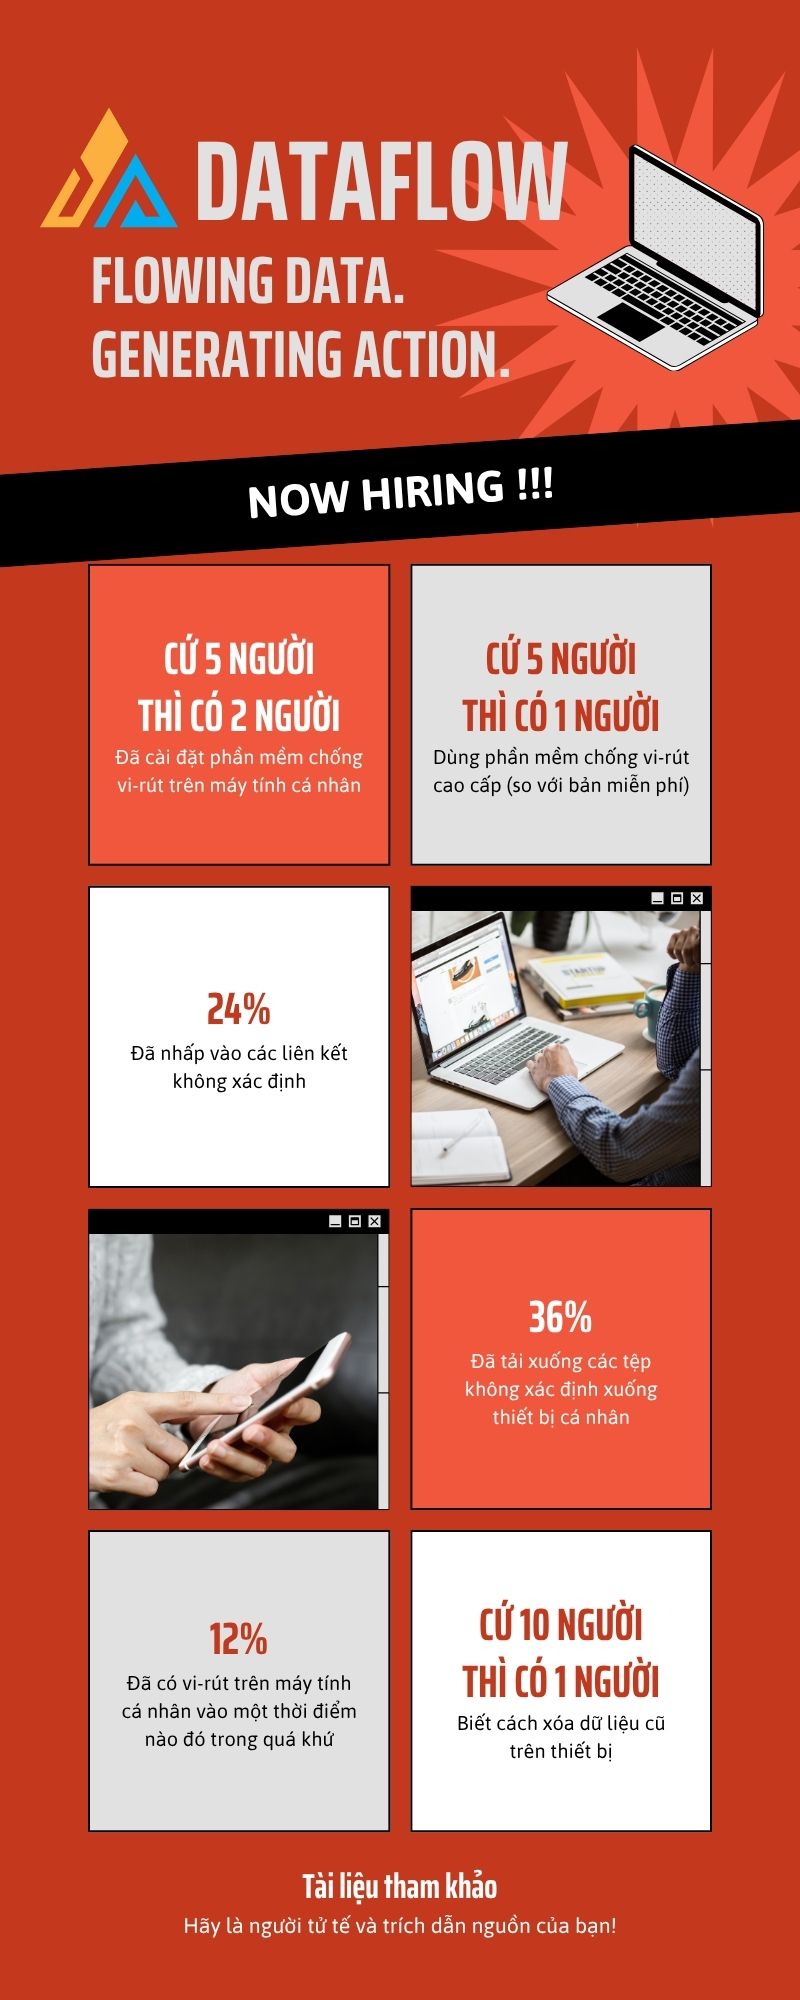 DATAFLOW
FLOWING DATA.
GENERATING ACTION.
NOW HIRING !!!
CỨ 5 NGƯỜI
THÌ CÓ 2 NGƯỜI
Đã cài đặt phần mềm chống
vi-rút trên máy tính cá nhân
CỨ 5 NGƯỜI
THÌ CÓ 1 NGƯỜI
Dùng phần mềm chống vi-rút
cao cấp (so với bản miễn phí)
24%
Đã nhấp vào các liên kết
không xác định
STARTUP
36%
Đã tải xuống các tệp
không xác định xuống
thiết bị cá nhân
12%
Đã có vi-rút trên máy tính
cá nhân vào một thời điểm
nào đó trong quá khứ
CỨ 10 NGƯỜI
THÌ CÓ 1 NGƯỜI
Biết cách xóa dữ liệu cũ
trên thiết bị
Tài liệu tham khảo
Hãy là người tử tế và trích dẫn nguồn của bạn!